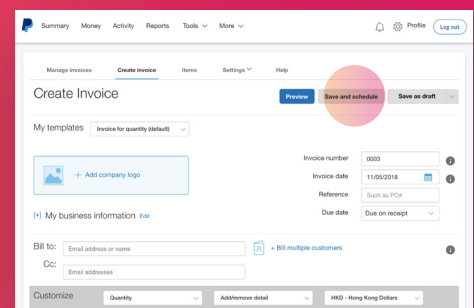 Summary Money Activity Reports Tools More Profile Log out
Manage invoices Create invoice Items Settings Help
Create Invoice Preview Save and schedule Save as draft
My templates Invoice for quantity (default)
Invoice number 0003
+ Add company logo Invoice date 11/05/2018
Reference Such as PO#
[+] My business information Edit Due date Due on receipt
Bill to: Email address or name + Bill multiple customers
Cc: Email addresses
Customize Quantity Add/remove detail HKD - Hong Kong Dollars